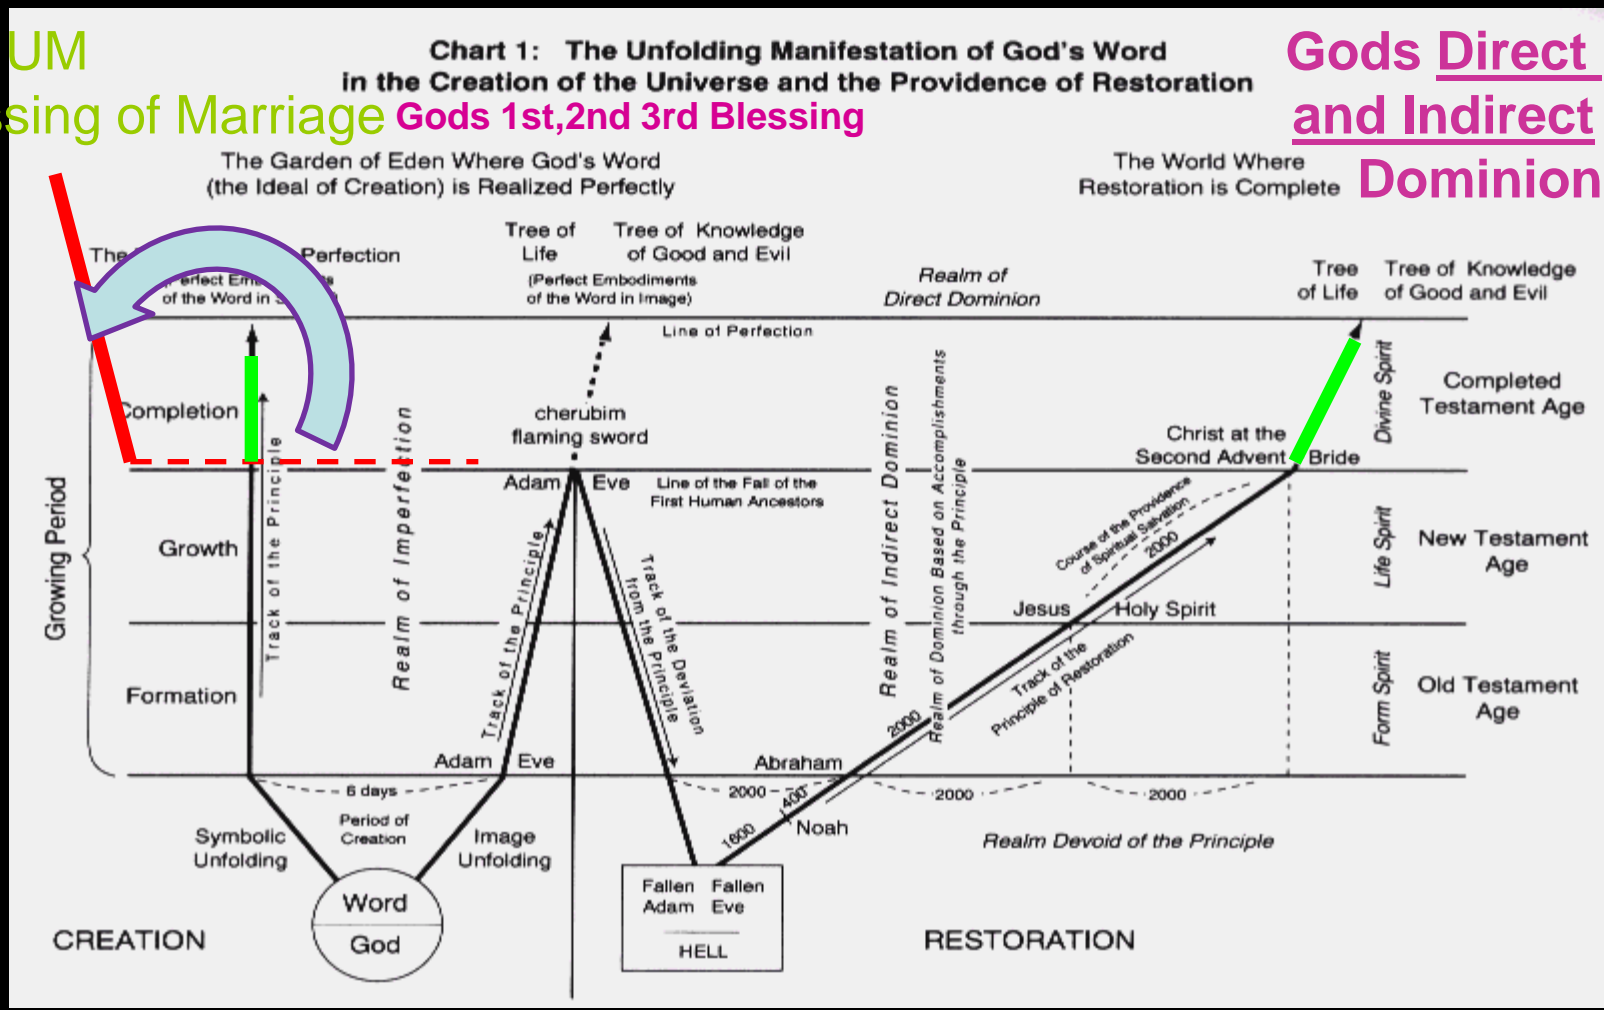 UM
Chart 1: The Unfolding Manifestation of God's Word
in the Creation of the Universe and the Providence of Restoration
Gods Direct
and Indirect
Dominion
ssing of Marriage
Gods 1st,2nd 3rd Blessing
The Garden of Eden Where God's Word
(the Ideal of Creation) is Realized Perfectly
The World Where
Restoration is Complete
The
Perfection
of the Word in
Tree of
Life
Tree of Knowledge
of Good and Evil
(Perfect Embodiments
of the Word in Image)
Realm of
Direct Dominion
Tree
of Life
Tree of Knowledge
of Good and Evil
Line of Perfection
Growing Period
Completion
Growth
Formation
Track of the Principle
Realm of Imperfection
cherubim
flaming sword
Adam
Eve
Line of the Fall of the
First Human Ancestors
Track of the Principle
Track of the Deviation
from the Principle
Realm of Indirect Dominion
Realm of Dominion Based on Accomplishments
through the Principle
Christ at the
Second Advent
Bride
Course of the Providence
of Spiritual Salvation
2000
Jesus
Holy Spirit
Track of the
Principle of Restoration
2000
Divine Spirit
Life Spirit
Form Spirit
Completed
Testament Age
New Testament
Age
Old Testament
Age
Adam
Eve
Abraham
6 days
2000
400
2000
2000
1600
Noah
Period of
Creation
Symbolic
Unfolding
Image
Unfolding
Realm Devoid of the Principle
Word
God
Fallen Fallen
Adam Eve
HELL
CREATION
RESTORATION